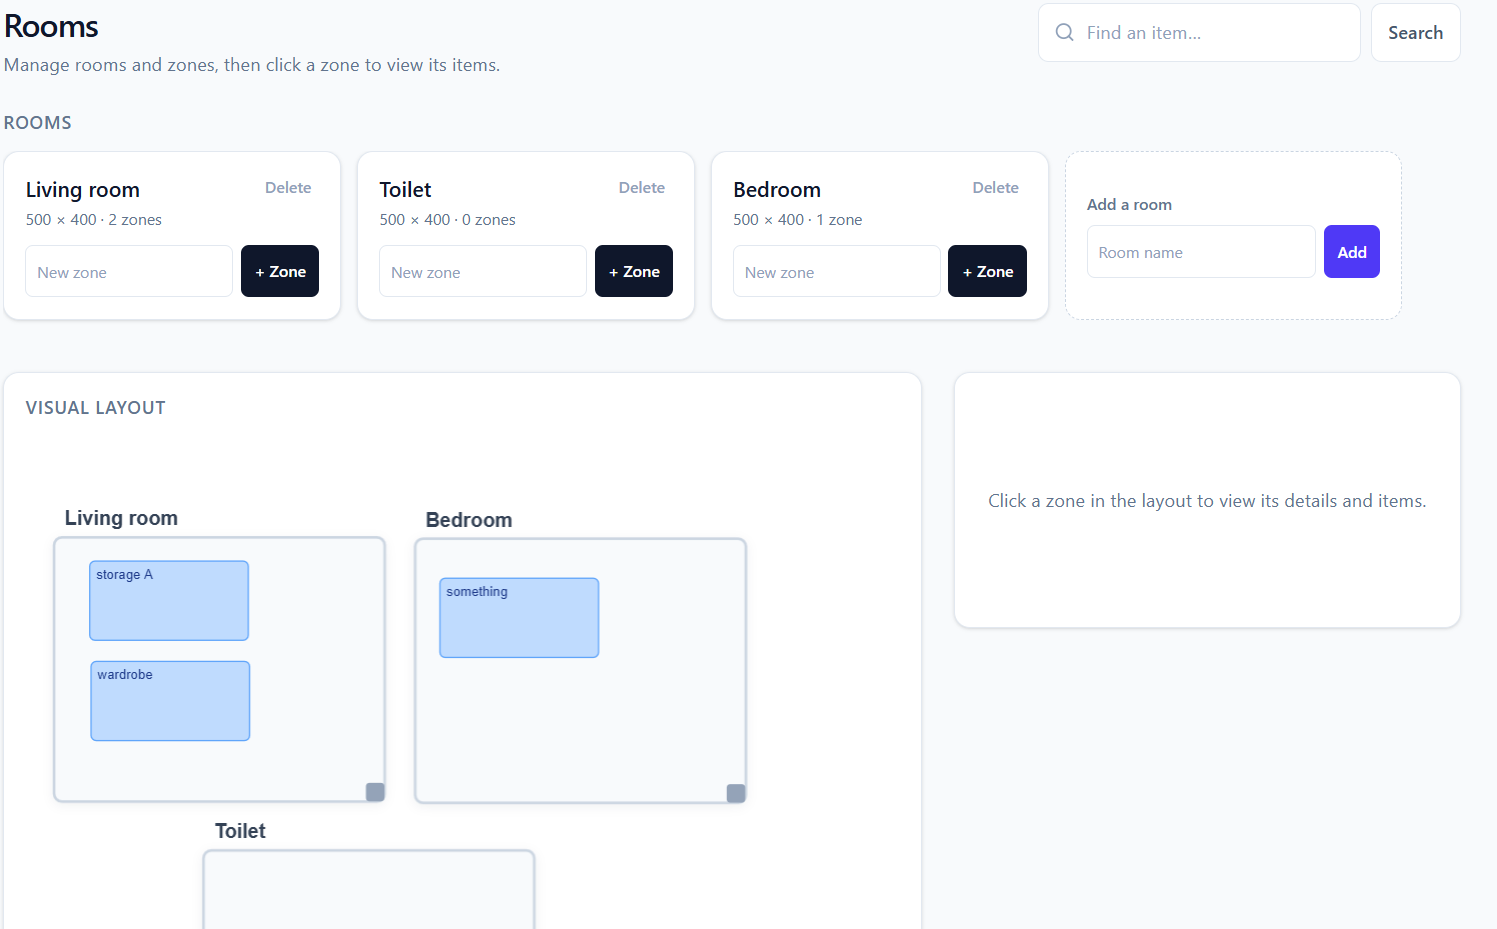 Rooms
Find an item...
Search
Manage rooms and zones, then click a zone to view its items.
ROOMS
Living room
Delete
500 × 400 · 2 zones
New zone
+ Zone
Toilet
Delete
500 × 400 · 0 zones
New zone
+ Zone
Bedroom
Delete
500 × 400 · 1 zone
New zone
+ Zone
Add a room
Room name
Add
VISUAL LAYOUT
Living room
storage A
wardrobe
Bedroom
something
Toilet
Click a zone in the layout to view its details and items.